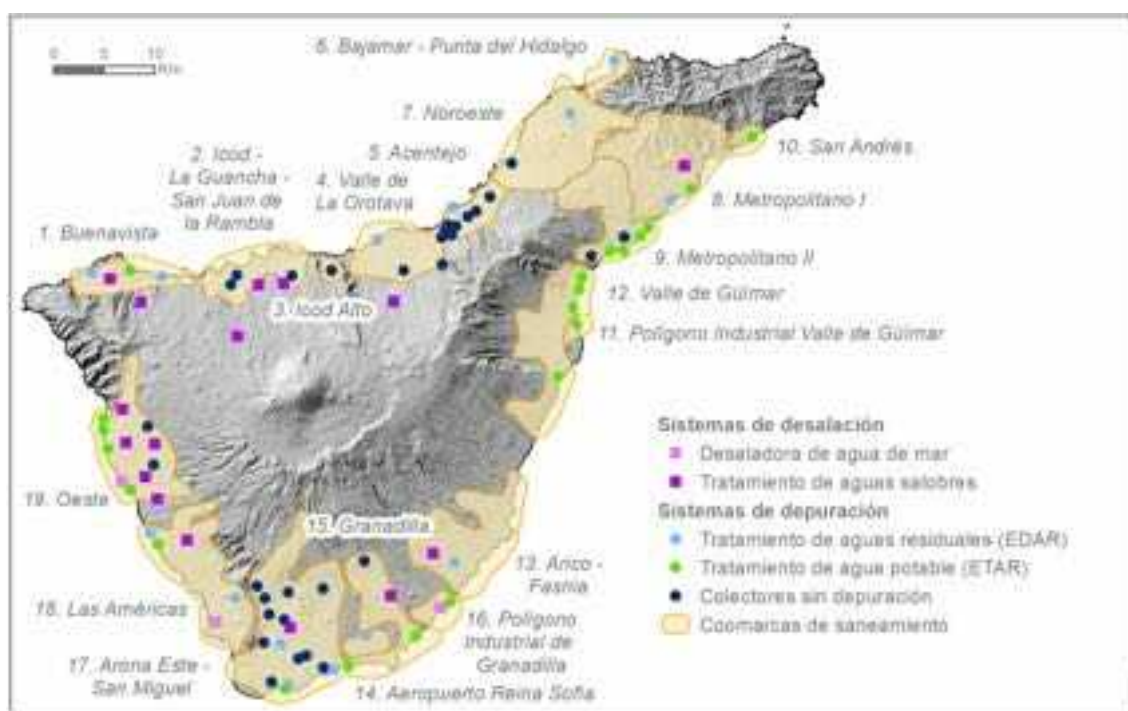 6. Bajamar - Punta del Hidalgo
0 5 10
Km
7. Noroeste
2. Icod -
La Guancha -
San Juan de
la Rambla
5. Acentejo
10. San Andrés
4. Valle de
La Orotava
8. Metropolitano I
1. Buenavista
9. Metropolitano II
12. Valle de Güímar
3. Icod Alto
11. Polígono Industrial Valle de Güímar
Sistemas de desalación
Desaladora de agua de mar
Tratamiento de aguas salobres
19. Oeste
Sistemas de depuración
15. Granadilla
Tratamiento de aguas residuales (EDAR)
13. Arico -
Fasnia
Tratamiento de agua potable (ETAR)
18. Las Américas
Colectores sin depuración
16. Polígono
Industrial de
Granadilla
Coomarcas de saneamiento
17. Arona Este -
San Miguel
14. Aeropuerto Reina Sofía